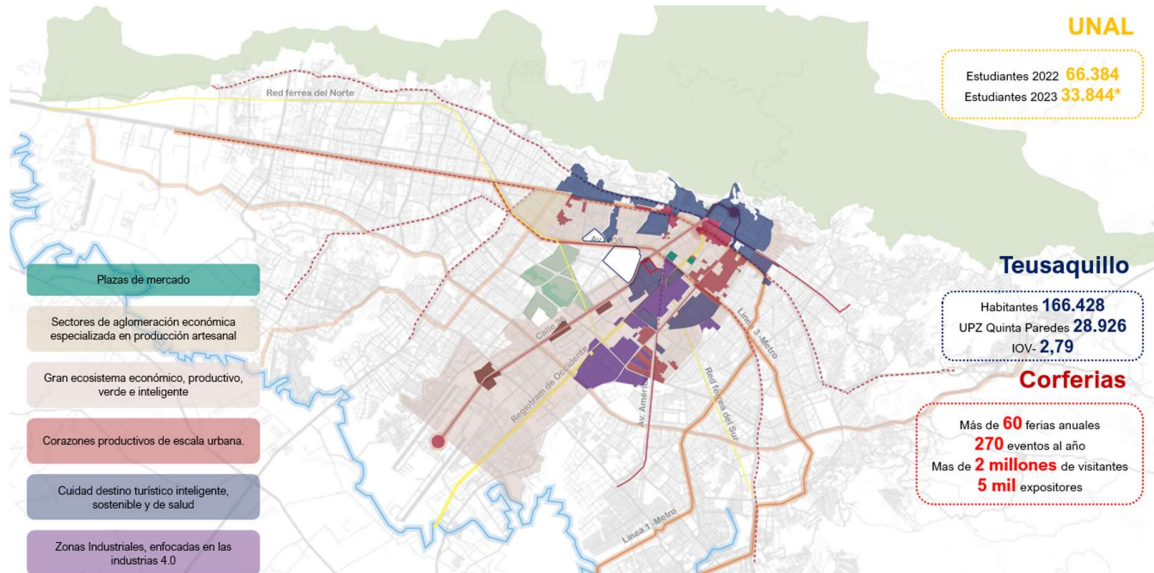 UNAL
Estudiantes 2022 66.384
Estudiantes 2023 33.844*
Red ferrea del Norte
Plazas de mercado
Sectores de aglomeración económica
especializada en producción artesanal
Gran ecosistema económico, productivo,
verde e inteligente
Corazones productivos de escala urbana.
Cuidad destino turístico inteligente,
sostenible y de salud
Zonas Industriales, enfocadas en las
industrias 4.0
Calle 26
Regiotram de Occidente
Av. Américas
Red ferrea del Sur
Linea 3 -Metro
Linea 1 -Metro
Teusaquillo
Habitantes 166.428
UPZ Quinta Paredes 28.926
IOV- 2,79
Corferias
Más de 60 ferias anuales
270 eventos al año
Mas de 2 millones de visitantes
5 mil expositores